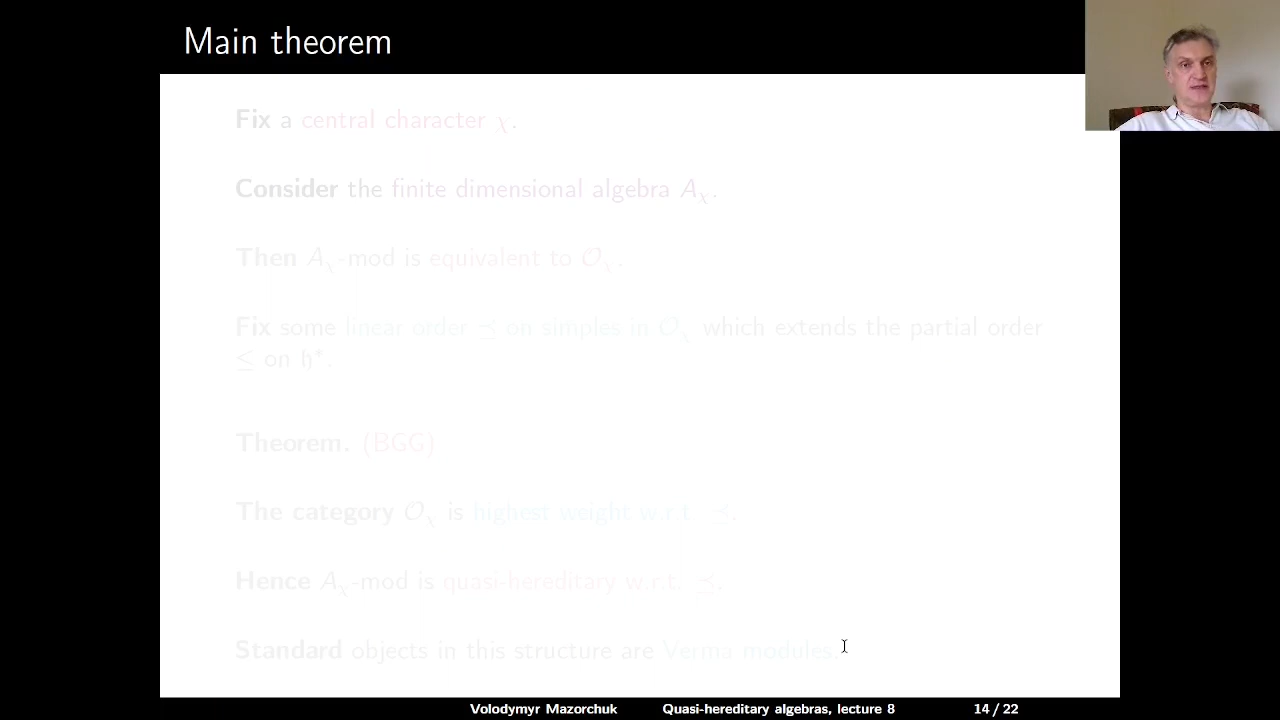 Main theorem
Fix a central character χ.
Consider the finite dimensional algebra A_χ.
Then A_χ-mod is equivalent to 𝒪_χ.
Fix some linear order ⪯ on simples in 𝒪_χ which extends the partial order
≤ on 𝔥*.
Theorem. (BGG)
The category 𝒪_χ is highest weight w.r.t. ⪯.
Hence A_χ-mod is quasi-hereditary w.r.t. ⪯.
Standard objects in this structure are Verma modules.
Volodymyr Mazorchuk Quasi-hereditary algebras, lecture 8 14 / 22